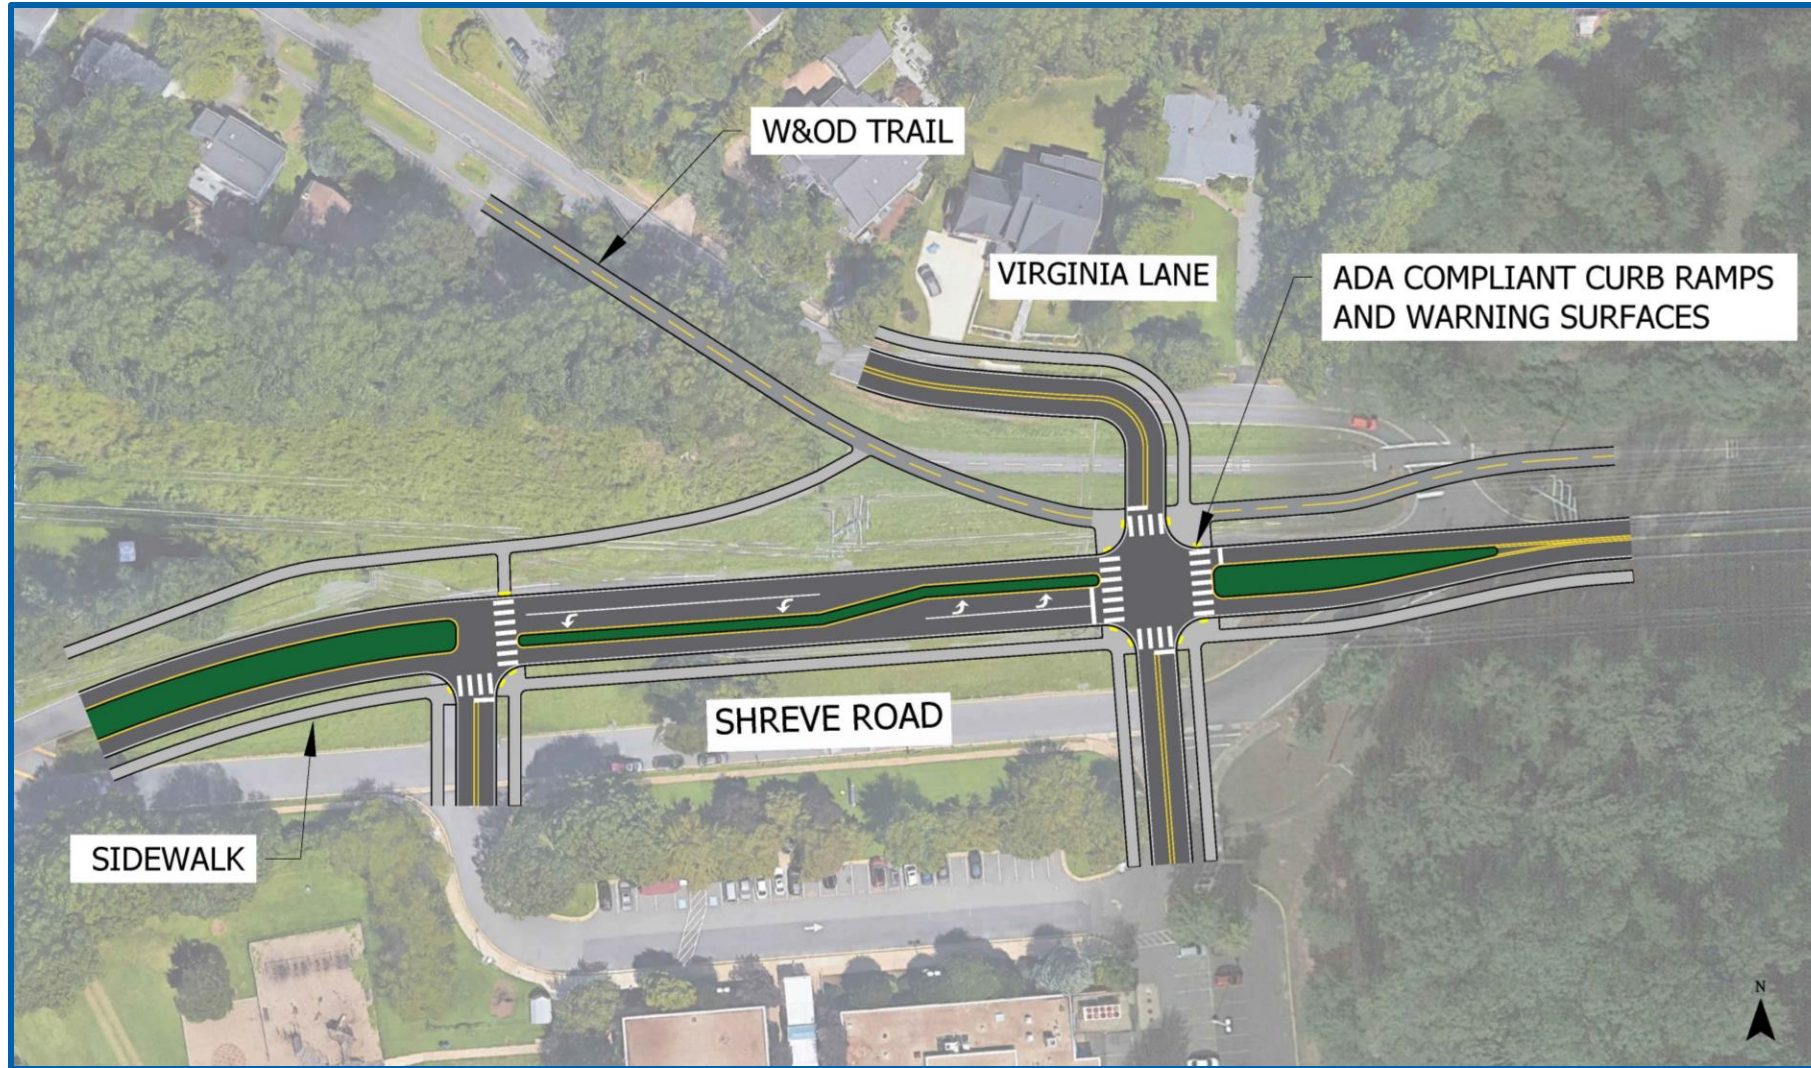 W&OD TRAIL
VIRGINIA LANE
ADA COMPLIANT CURB RAMPS
AND WARNING SURFACES
SHREVE ROAD
SIDEWALK
N